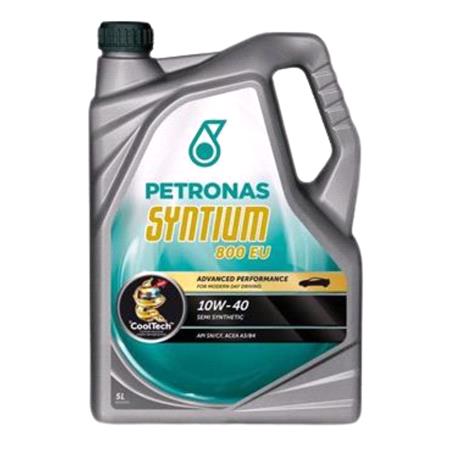 PETRONAS
SYNTIUM
800 EU
ADVANCED PERFORMANCE
FOR MODERN DAY DRIVING
10W-40
SEMI SYNTHETIC
CoolTech™
API SN/CF, ACEA A3/B4
5L